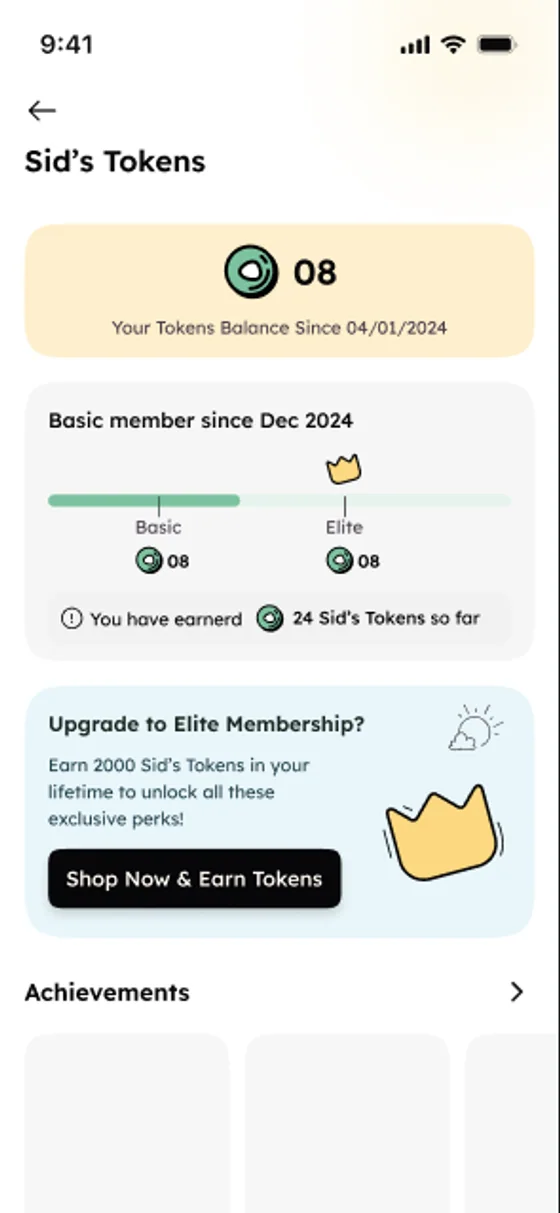 9:41
Sid’s Tokens
08
Your Tokens Balance Since 04/01/2024
Basic member since Dec 2024
Basic
Elite
08
08
You have earnerd 24 Sid’s Tokens so far
Upgrade to Elite Membership?
Earn 2000 Sid’s Tokens in your
lifetime to unlock all these
exclusive perks!
Shop Now & Earn Tokens
Achievements